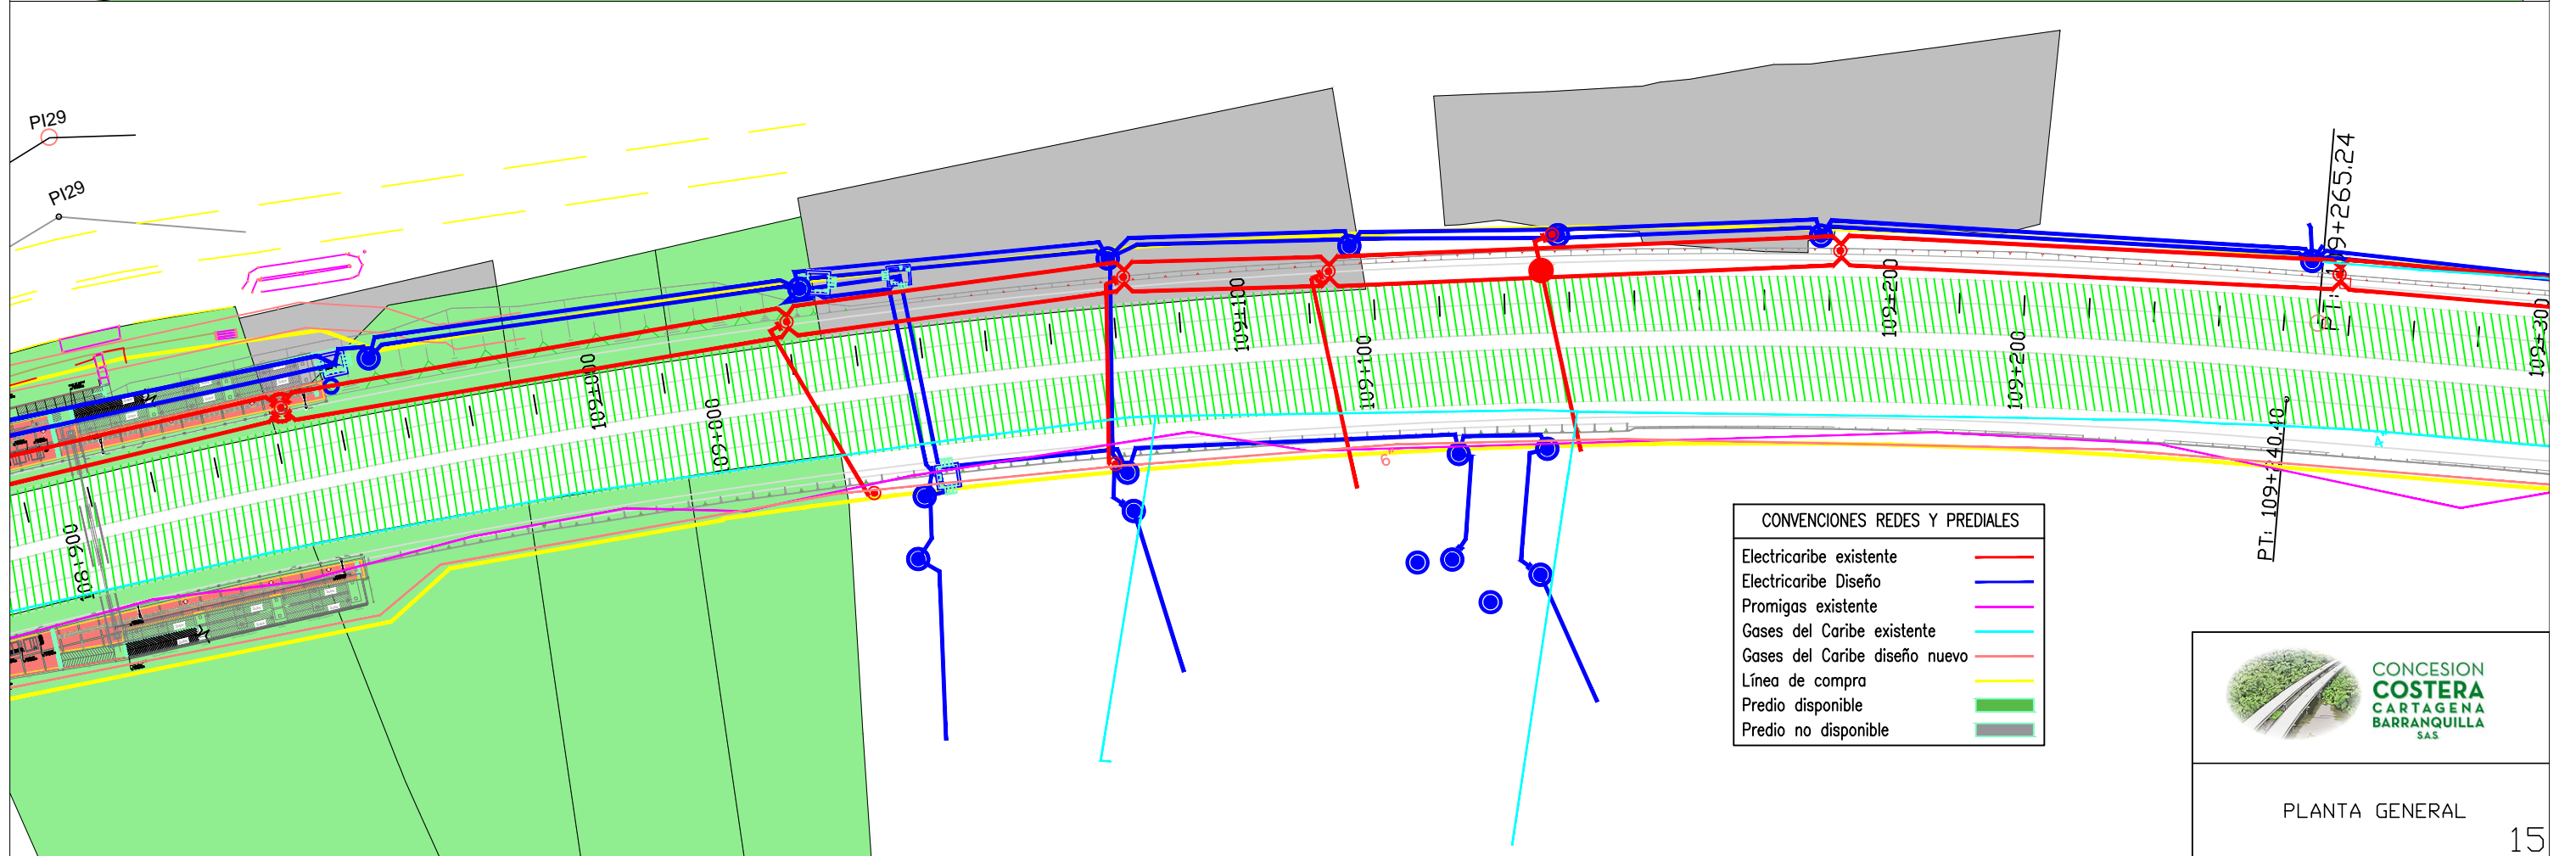 PI29
PI29
108+900
109+000
109+000
109+100
109+100
109+200
109+200
109+300
PT: 109+265.24
PT: 109+240.40
6"
4"
CONVENCIONES REDES Y PREDIALES
Electricaribe existente
Electricaribe Diseño
Promigas existente
Gases del Caribe existente
Gases del Caribe diseño nuevo
Línea de compra
Predio disponible
Predio no disponible
CONCESION
COSTERA
CARTAGENA
BARRANQUILLA
S.A.S.
PLANTA GENERAL
15